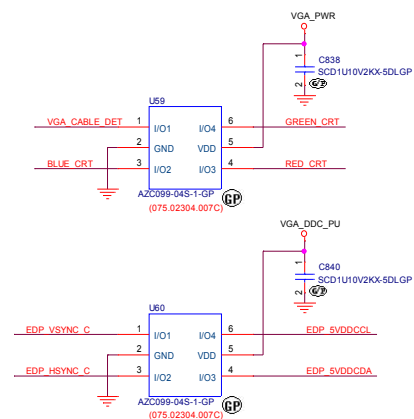 VGA_PWR
1
C838
SCD1U10V2KX-5DLGP
2
GP
U59
VGA_CABLE_DET 1 I/O1 I/O4 6 GREEN_CRT
2 GND VDD 5
BLUE_CRT 3 I/O2 I/O3 4 RED_CRT
AZC099-04S-1-GP GP
(075.02304.007C)
VGA_DDC_PU
1
C840
SCD1U10V2KX-5DLGP
2
GP
U60
EDP_VSYNC_C 1 I/O1 I/O4 6 EDP_5VDDCCL
2 GND VDD 5
EDP_HSYNC_C 3 I/O2 I/O3 4 EDP_5VDDCDA
AZC099-04S-1-GP GP
(075.02304.007C)